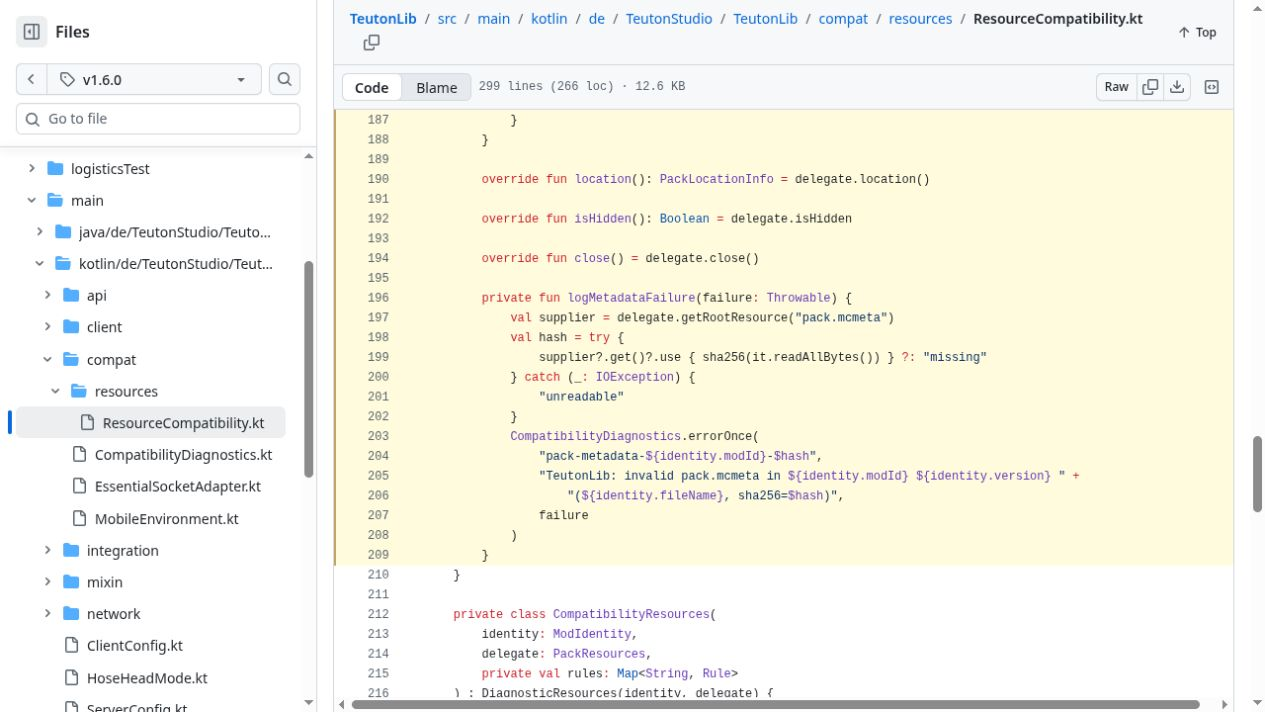 Files
v1.6.0
Go to file
logisticsTest
main
java/de/TeutonStudio/Teuto...
kotlin/de/TeutonStudio/Teut...
api
client
compat
resources
ResourceCompatibility.kt
CompatibilityDiagnostics.kt
EssentialSocketAdapter.kt
MobileEnvironment.kt
integration
mixin
network
ClientConfig.kt
HoseHeadMode.kt
ServerConfig.kt
TeutonLib / src / main / kotlin / de / TeutonStudio / TeutonLib / compat / resources / ResourceCompatibility.kt
Top
Code Blame 299 lines (266 loc) · 12.6 KB Raw
187 }
188 }
189
190 override fun location(): PackLocationInfo = delegate.location()
191
192 override fun isHidden(): Boolean = delegate.isHidden
193
194 override fun close() = delegate.close()
195
196 private fun logMetadataFailure(failure: Throwable) {
197 val supplier = delegate.getRootResource("pack.mcmeta")
198 val hash = try {
199 supplier?.get()?.use { sha256(it.readAllBytes()) } ?: "missing"
200 } catch (_: IOException) {
201 "unreadable"
202 }
203 CompatibilityDiagnostics.errorOnce(
204 "pack-metadata-${identity.modId}-$hash",
205 "TeutonLib: invalid pack.mcmeta in ${identity.modId} ${identity.version} " +
206 "(${identity.fileName}, sha256=$hash)",
207 failure
208 )
209 }
210 }
211
212 private class CompatibilityResources(
213 identity: ModIdentity,
214 delegate: PackResources,
215 private val rules: Map<String, Rule>
216 ) : DiagnosticResources(identity, delegate) {